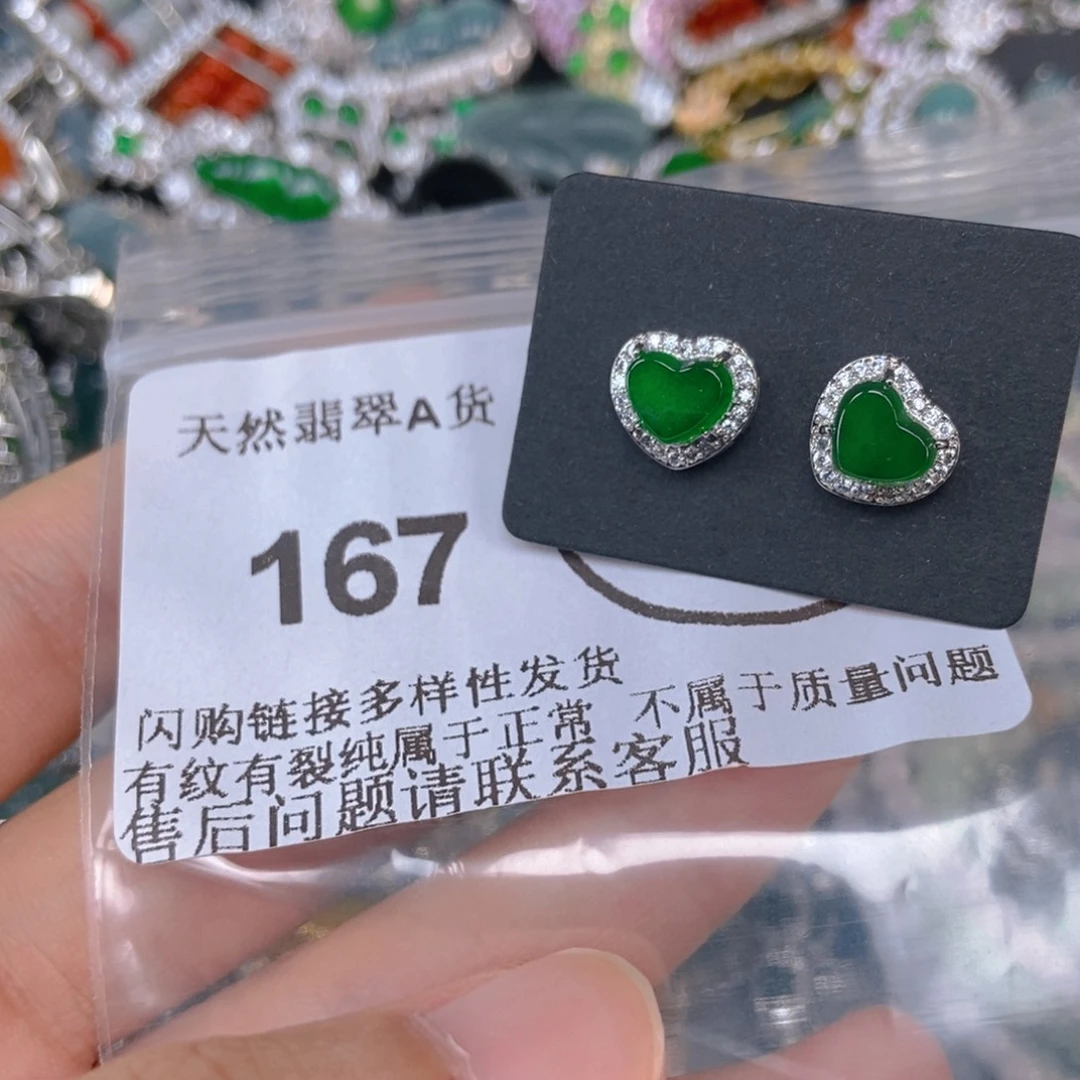 天然翡翠A货
167
闪购链接多样性发货
有纹有裂纯属于正常 不属于质量问题
售后问题请联系客服